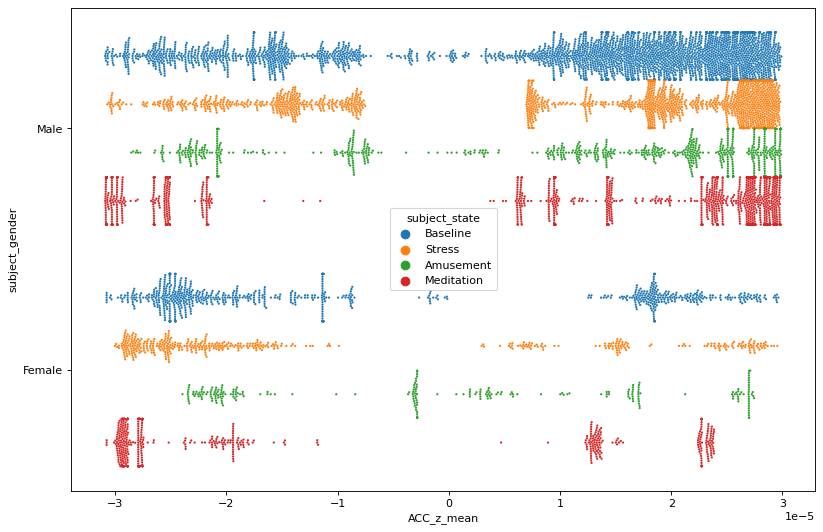 Male
Female
subject_gender
subject_state
Baseline
Stress
Amusement
Meditation
−3 −2 −1 0 1 2 3
1e−5
ACC_z_mean